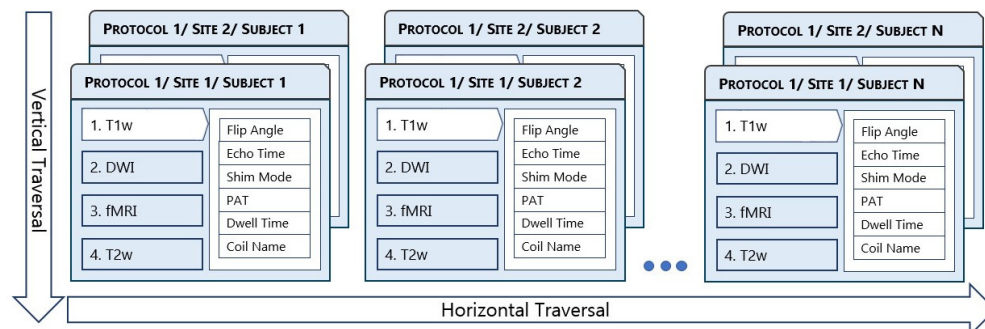 PROTOCOL 1/ SITE 2/ SUBJECT 1
PROTOCOL 1/ SITE 1/ SUBJECT 1
1. T1w
2. DWI
3. fMRI
4. T2w
Flip Angle
Echo Time
Shim Mode
PAT
Dwell Time
Coil Name
PROTOCOL 1/ SITE 2/ SUBJECT 2
PROTOCOL 1/ SITE 1/ SUBJECT 2
1. T1w
2. DWI
3. fMRI
4. T2w
Flip Angle
Echo Time
Shim Mode
PAT
Dwell Time
Coil Name
PROTOCOL 1/ SITE 2/ SUBJECT N
PROTOCOL 1/ SITE 1/ SUBJECT N
1. T1w
2. DWI
3. fMRI
4. T2w
Flip Angle
Echo Time
Shim Mode
PAT
Dwell Time
Coil Name
Vertical Traversal
Horizontal Traversal